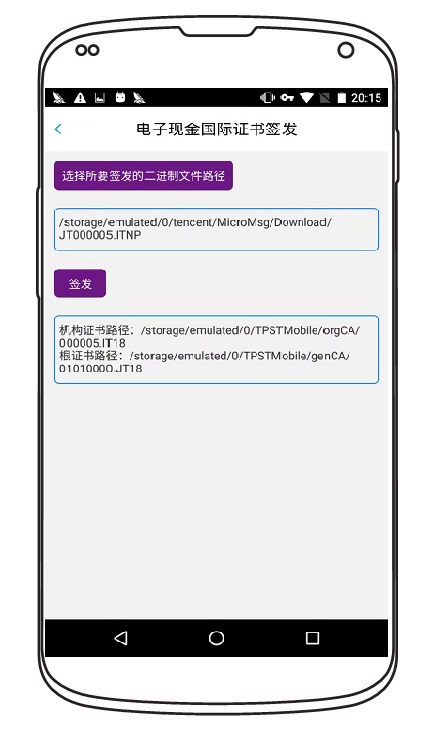 20:15
电子现金国际证书签发
选择所要签发的二进制文件路径
/storage/emulated/0/tencent/MicroMsg/Download/
JT000005.ITNP
签发
机构证书路径：/storage/emulated/0/TPSTMobile/orgCA/
000005.IT18
根证书路径：/storage/emulated/0/TPSTMobile/genCA/
01010000.JT18